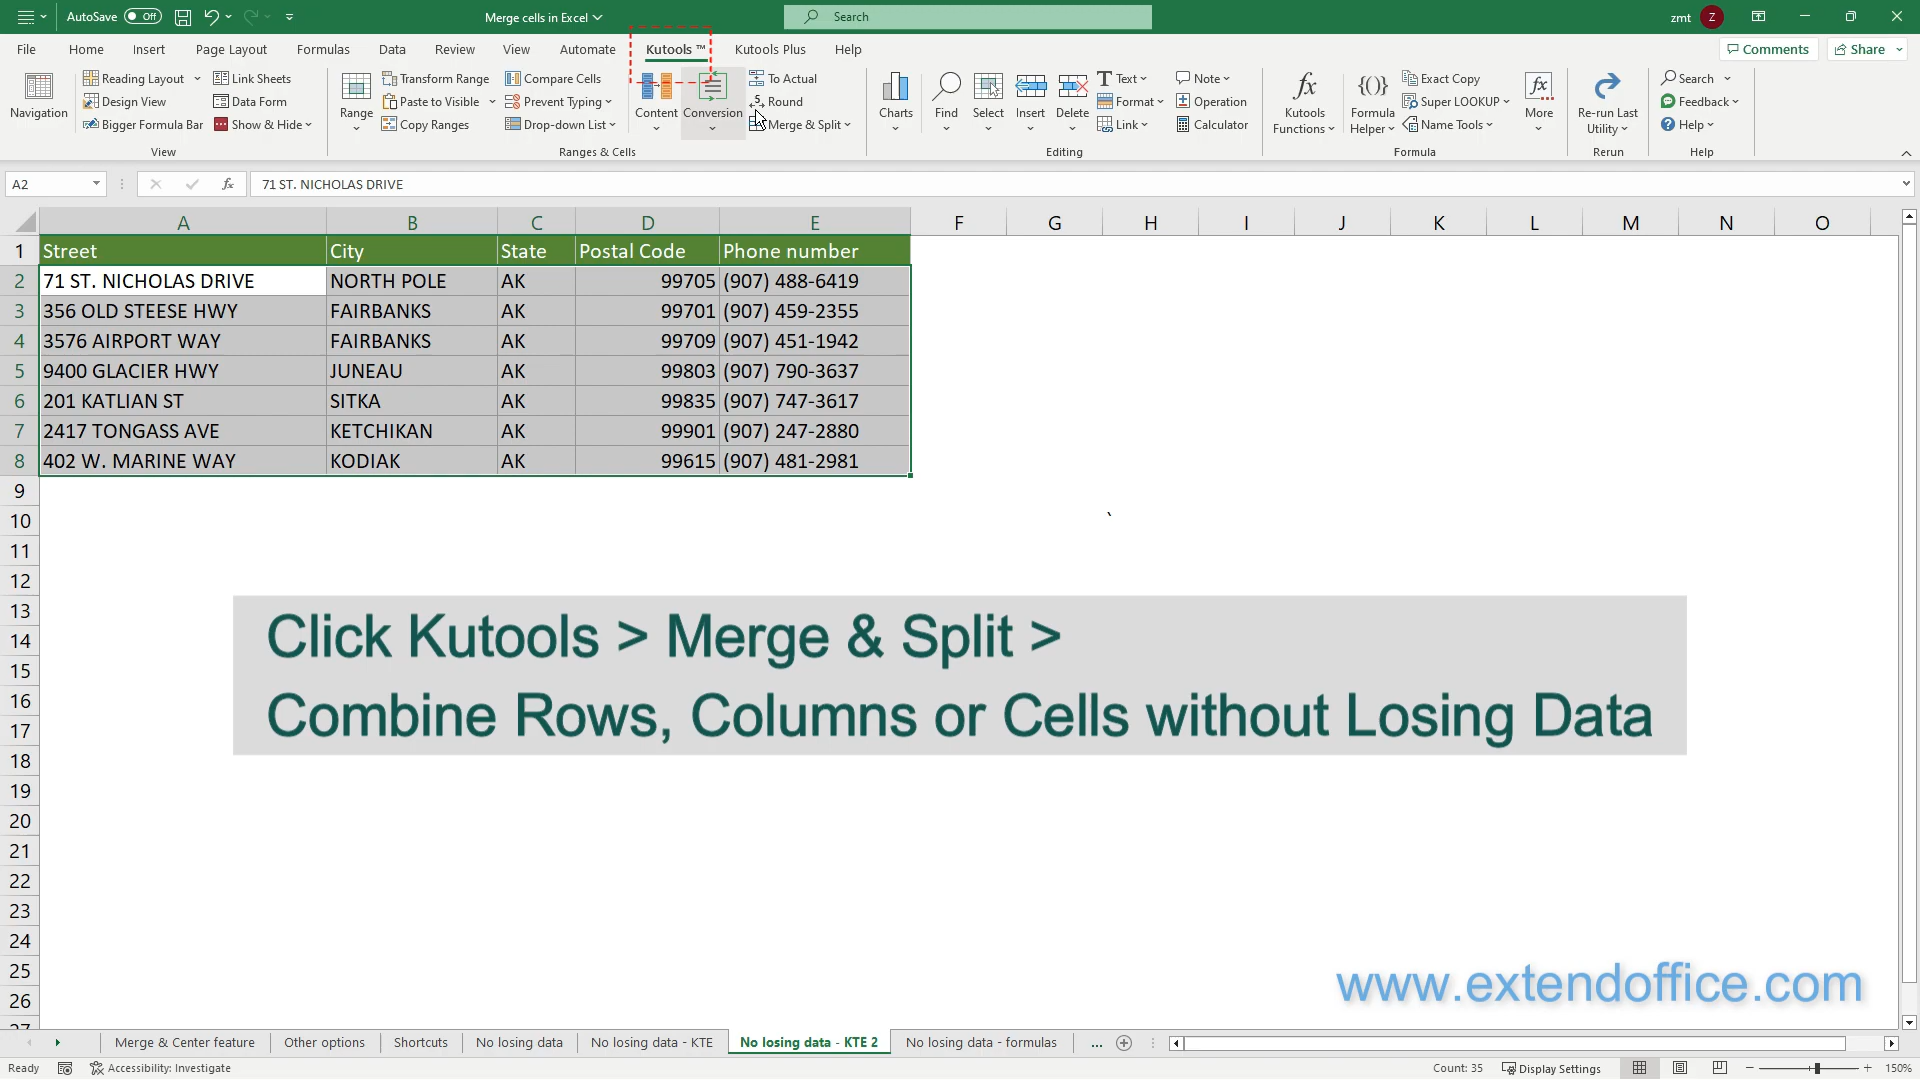 AutoSave Off Merge cells in Excel Search zmt Z
File Home Insert Page Layout Formulas Data Review View Automate Kutools ™ Kutools Plus Help Comments Share
Navigation
Reading Layout
Design View
Bigger Formula Bar
Link Sheets
Data Form
Show & Hide
View
Range
Transform Range
Paste to Visible
Copy Ranges
Compare Cells
Prevent Typing
Drop-down List
Content
Conversion
To Actual
Round
Merge & Split
Ranges & Cells
Charts
Find
Select
Insert
Delete
Text
Format
Link
Note
Operation
Calculator
Editing
Kutools
Functions
Formula
Helper
Exact Copy
Super LOOKUP
Name Tools
More
Formula
Re-run Last
Utility
Rerun
Search
Feedback
Help
Help
A2 fx 71 ST. NICHOLAS DRIVE
A B C D E F G H I J K L M N O
1 Street City State Postal Code Phone number
2 71 ST. NICHOLAS DRIVE NORTH POLE AK 99705 (907) 488-6419
3 356 OLD STEESE HWY FAIRBANKS AK 99701 (907) 459-2355
4 3576 AIRPORT WAY FAIRBANKS AK 99709 (907) 451-1942
5 9400 GLACIER HWY JUNEAU AK 99803 (907) 790-3637
6 201 KATLIAN ST SITKA AK 99835 (907) 747-3617
7 2417 TONGASS AVE KETCHIKAN AK 99901 (907) 247-2880
8 402 W. MARINE WAY KODIAK AK 99615 (907) 481-2981
9
10 `
11
12
13
14
15
16
17
18
19
20
21
22
23
24
25
26
27
Click Kutools > Merge & Split >
Combine Rows, Columns or Cells without Losing Data
www.extendoffice.com
Merge & Center feature Other options Shortcuts No losing data No losing data - KTE No losing data - KTE 2 No losing data - formulas ...
Ready Accessibility: Investigate Count: 35 Display Settings 150%